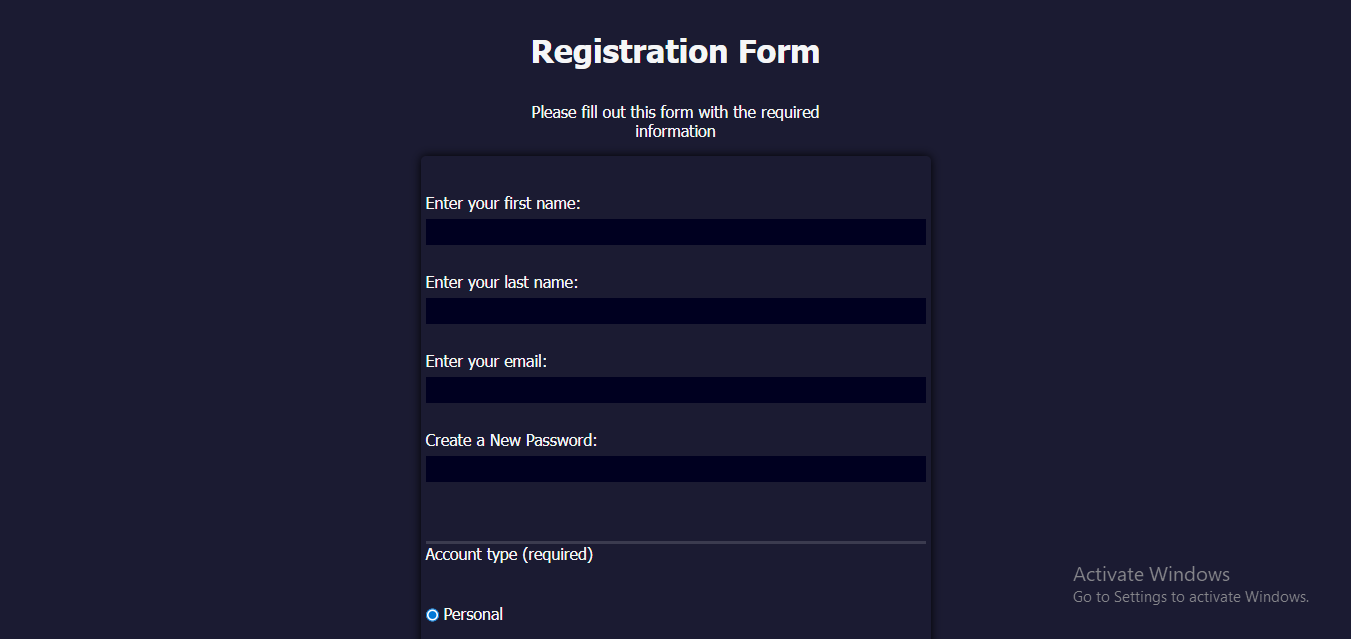 Registration Form
Please fill out this form with the required
information
Enter your first name:
Enter your last name:
Enter your email:
Create a New Password:
Account type (required)
Personal
Activate Windows
Go to Settings to activate Windows.